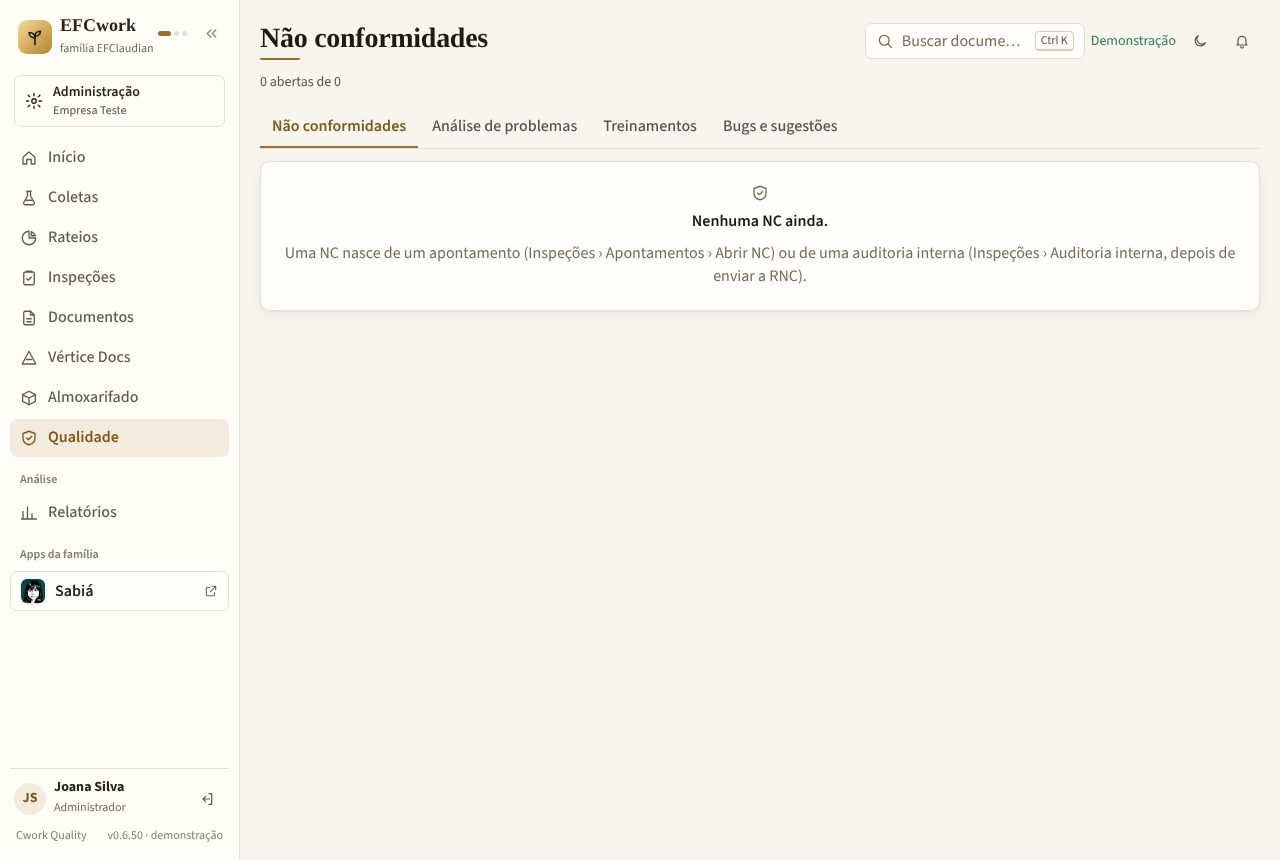 EFCwork
família EFClaudian
Administração
Empresa Teste
Início
Coletas
Rateios
Inspeções
Documentos
Vértice Docs
Almoxarifado
Qualidade
Análise
Relatórios
Apps da família
Sabiá
JS
Joana Silva
Administrador
Cwork Quality
v0.6.50 · demonstração
Não conformidades
0 abertas de 0
Buscar docume…
Ctrl K
Demonstração
Não conformidades
Análise de problemas
Treinamentos
Bugs e sugestões
Nenhuma NC ainda.
Uma NC nasce de um apontamento (Inspeções › Apontamentos › Abrir NC) ou de uma auditoria interna (Inspeções › Auditoria interna, depois de
enviar a RNC).